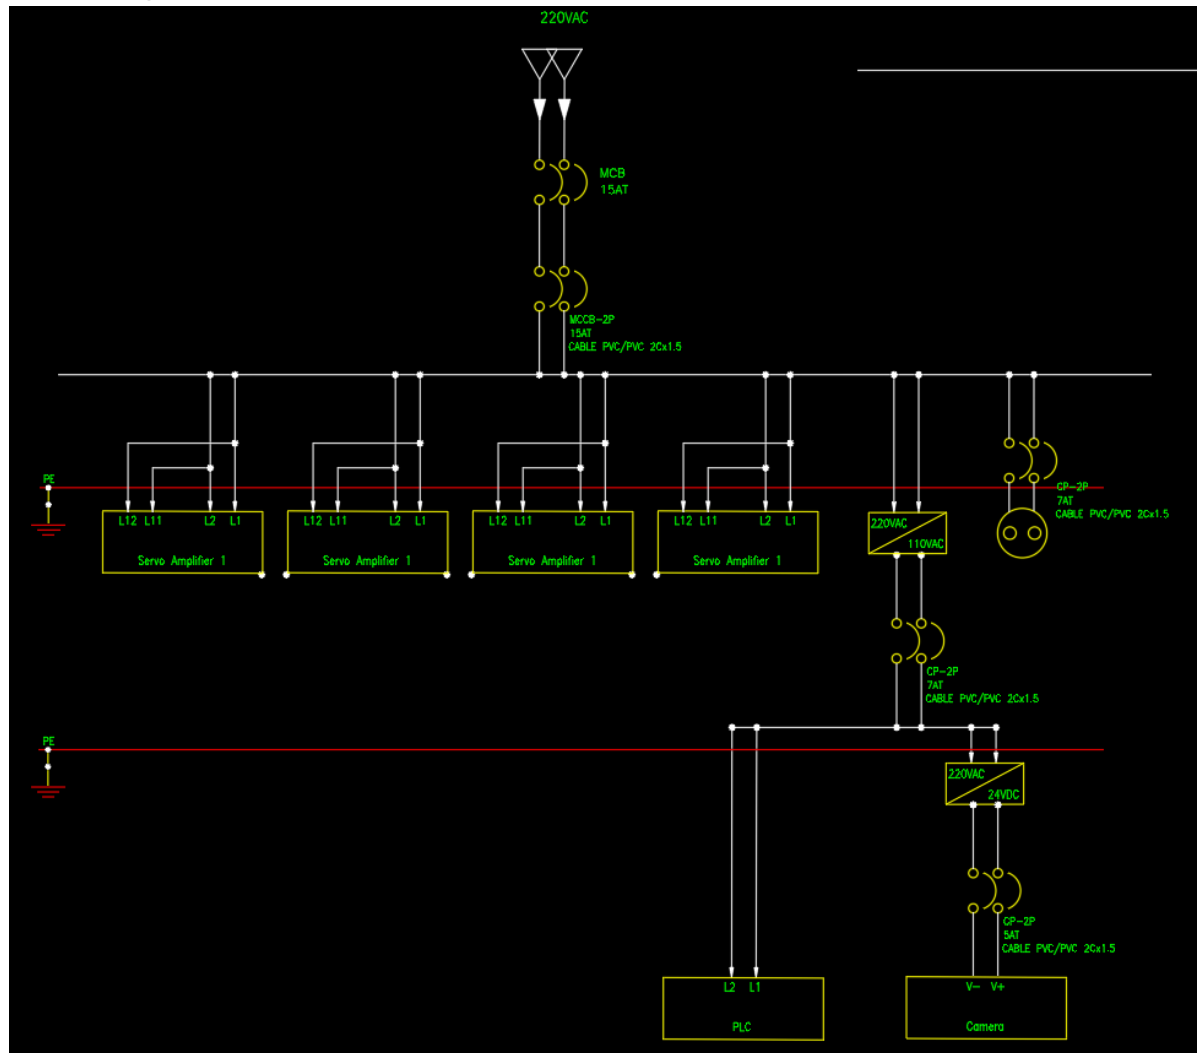 220VAC
MCB
15AT
MCCB-2P
15AT
CABLE PVC/PVC 2Cx1.5
PE
L12 L11 L2 L1
Servo Amplifier 1
L12 L11 L2 L1
Servo Amplifier 1
L12 L11 L2 L1
Servo Amplifier 1
L12 L11 L2 L1
Servo Amplifier 1
220VAC
110VAC
CP-2P
7AT
CABLE PVC/PVC 2Cx1.5
CP-2P
7AT
CABLE PVC/PVC 2Cx1.5
PE
220VAC
24VDC
CP-2P
5AT
CABLE PVC/PVC 2Cx1.5
L2 L1
PLC
V- V+
Camera